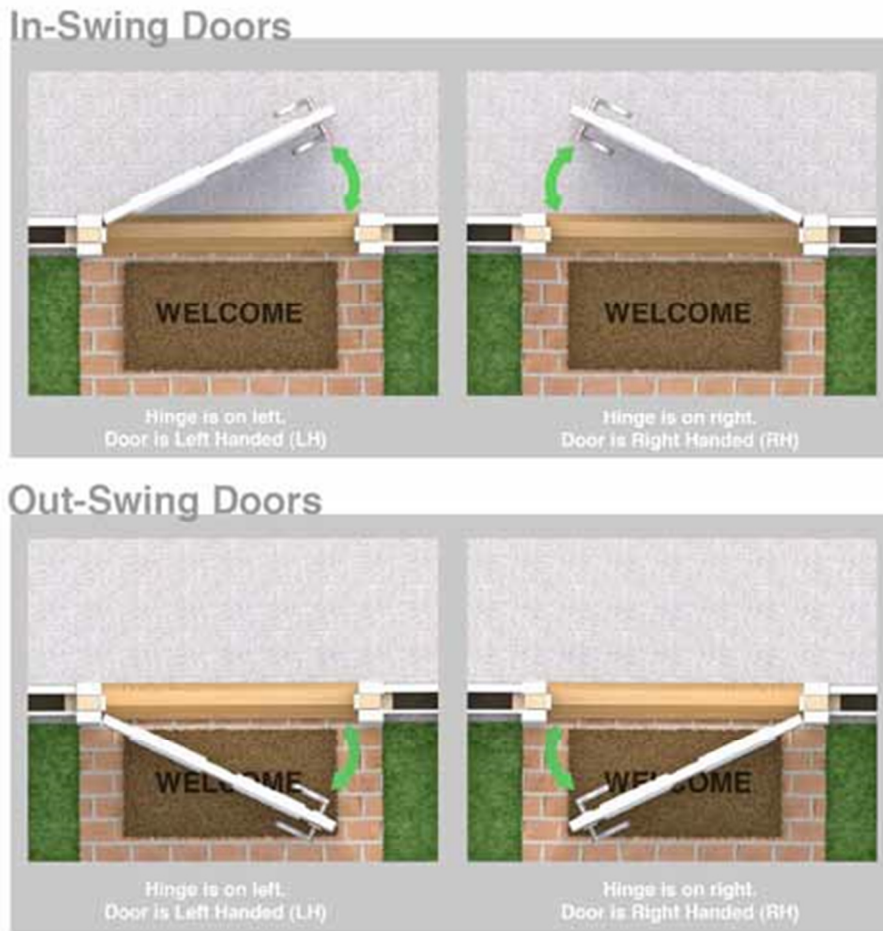 In-Swing Doors
WELCOME
WELCOME
Hinge is on left.
Door is Left Handed (LH)
Hinge is on right.
Door is Right Handed (RH)
Out-Swing Doors
WELCOME
WELCOME
Hinge is on left.
Door is Left Handed (LH)
Hinge is on right.
Door is Right Handed (RH)